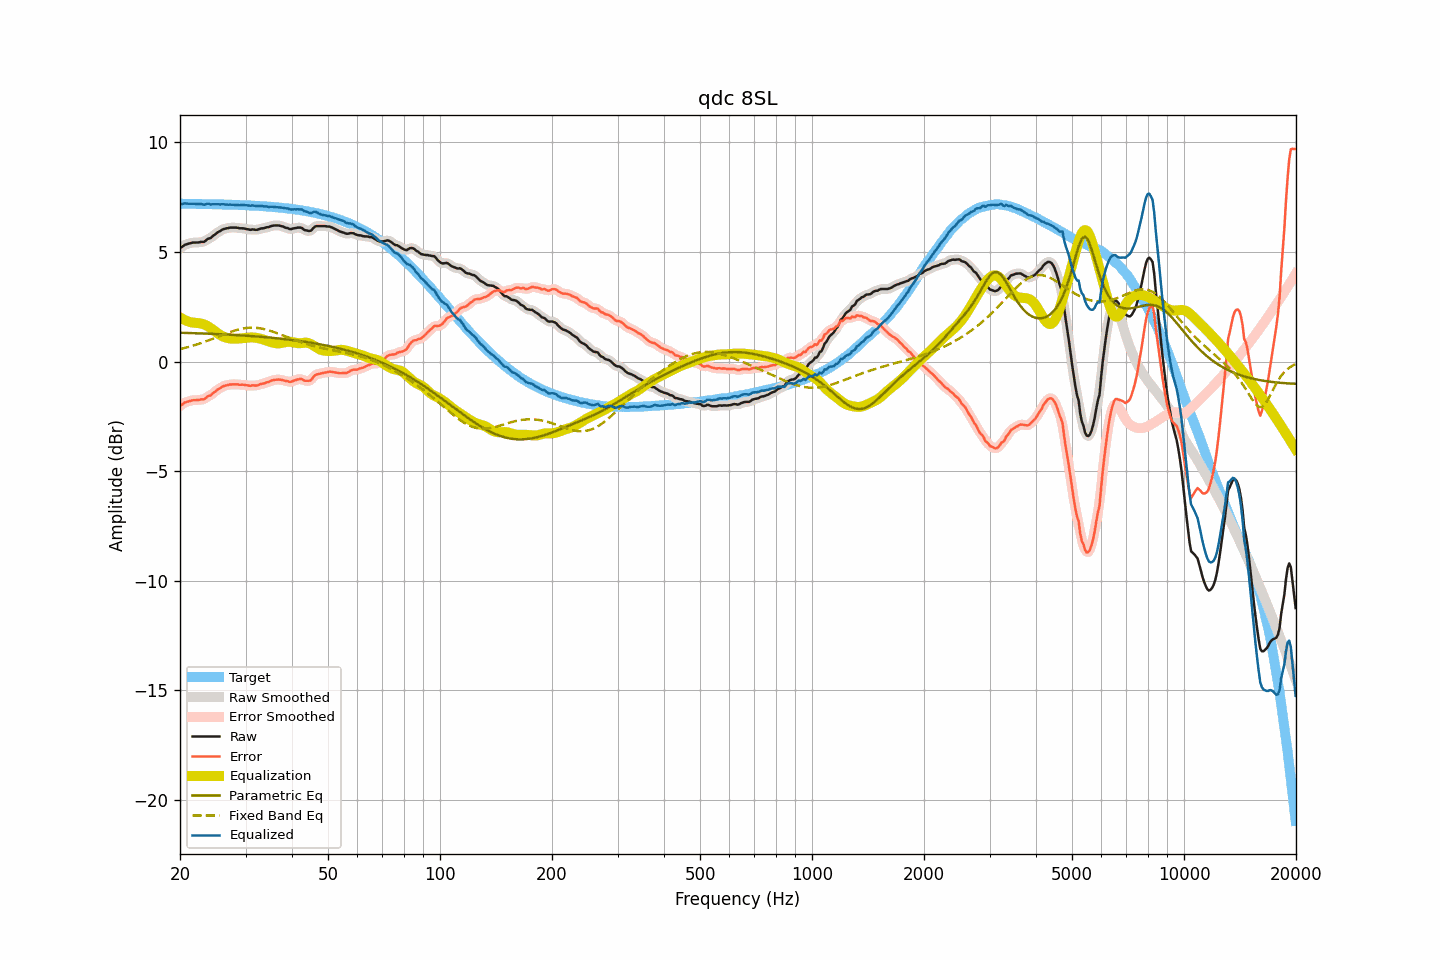 qdc 8SL
10
5
0
−5
−10
−15
−20
Amplitude (dBr)
Target
Raw Smoothed
Error Smoothed
Raw
Error
Equalization
Parametric Eq
Fixed Band Eq
Equalized
20 50 100 200 500 1000 2000 5000 10000 20000
Frequency (Hz)